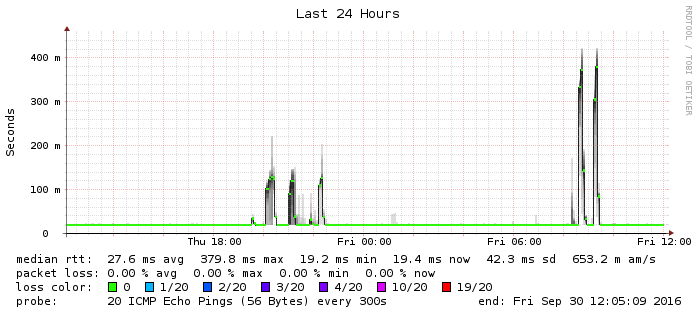 Last 24 Hours
RRDTOOL / TOBI OETIKER
Seconds
400 m
300 m
200 m
100 m
0
Thu 18:00 Fri 00:00 Fri 06:00 Fri 12:00
median rtt: 27.6 ms avg 379.8 ms max 19.2 ms min 19.4 ms now 42.3 ms sd 653.2 m am/s
packet loss: 0.00 % avg 0.00 % max 0.00 % min 0.00 % now
loss color: 0 1/20 2/20 3/20 4/20 10/20 19/20
probe: 20 ICMP Echo Pings (56 Bytes) every 300s end: Fri Sep 30 12:05:09 2016